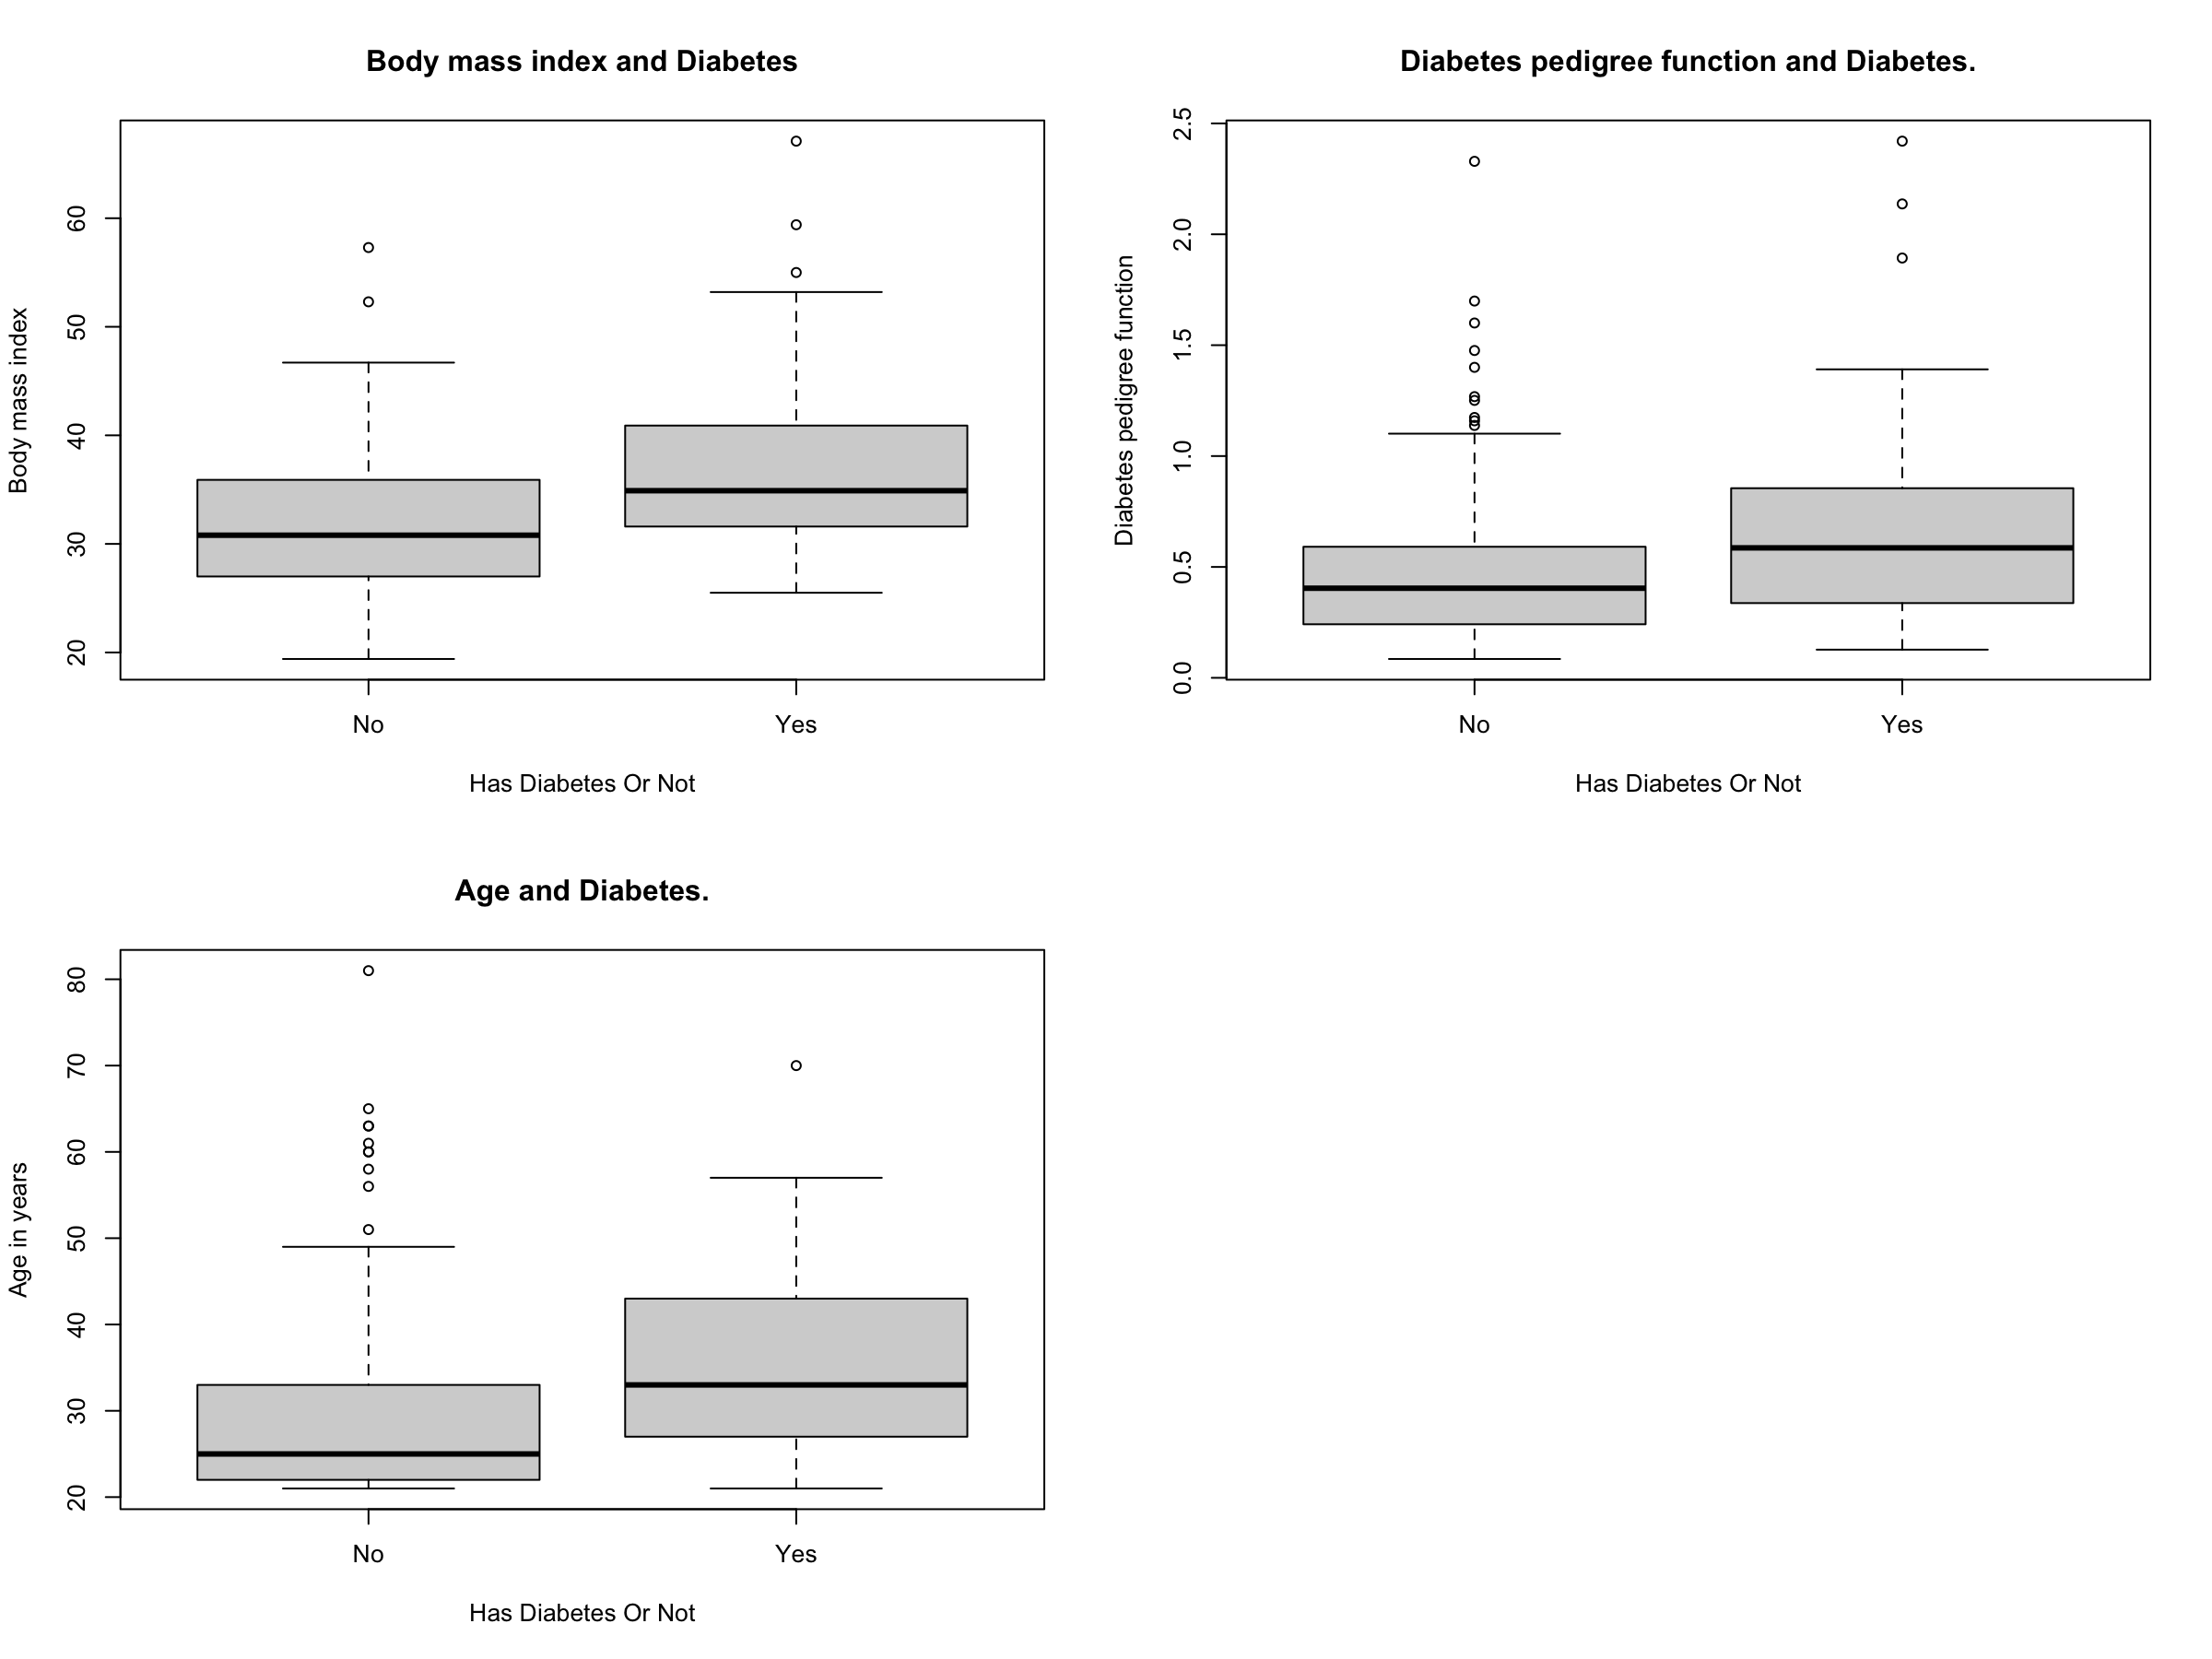 Body mass index and Diabetes
Body mass index
20
30
40
50
60
No
Yes
Has Diabetes Or Not
Diabetes pedigree function and Diabetes.
Diabetes pedigree function
0.0
0.5
1.0
1.5
2.0
2.5
No
Yes
Has Diabetes Or Not
Age and Diabetes.
Age in years
20
30
40
50
60
70
80
No
Yes
Has Diabetes Or Not